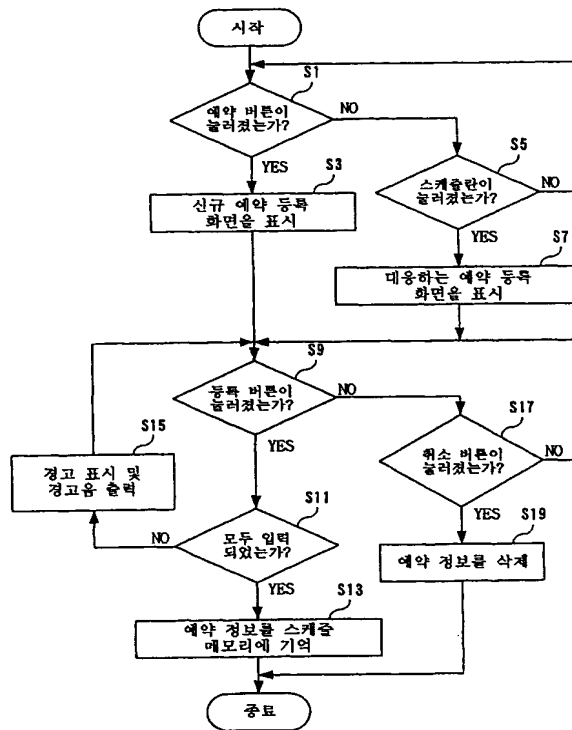 시작
S1
예약 버튼이
눌러졌는가?
NO
YES
S5
스케쥴란이
눌러졌는가?
NO
YES
S3
신규 예약 등록
화면을 표시
S7
대응하는 예약 등록
화면을 표시
S9
등록 버튼이
눌러졌는가?
NO
YES
S17
취소 버튼이
눌러졌는가?
NO
YES
S15
경고 표시 및
경고음 출력
S11
모두 입력
되었는가?
NO
YES
S19
예약 정보를 삭제
S13
예약 정보를 스케쥴
메모리에 기억
종료